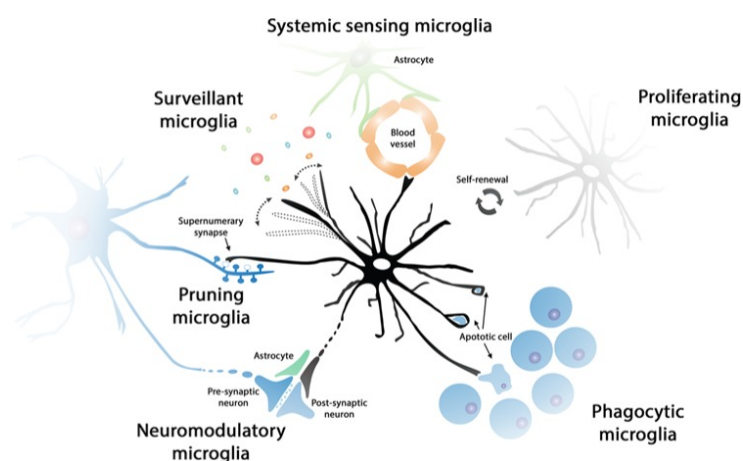 Systemic sensing microglia
Astrocyte
Surveillant
microglia
Blood
vessel
Proliferating
microglia
Self-renewal
Supernumerary
synapse
Pruning
microglia
Apototic cell
Astrocyte
Pre-synaptic
neuron
Post-synaptic
neuron
Neuromodulatory
microglia
Phagocytic
microglia